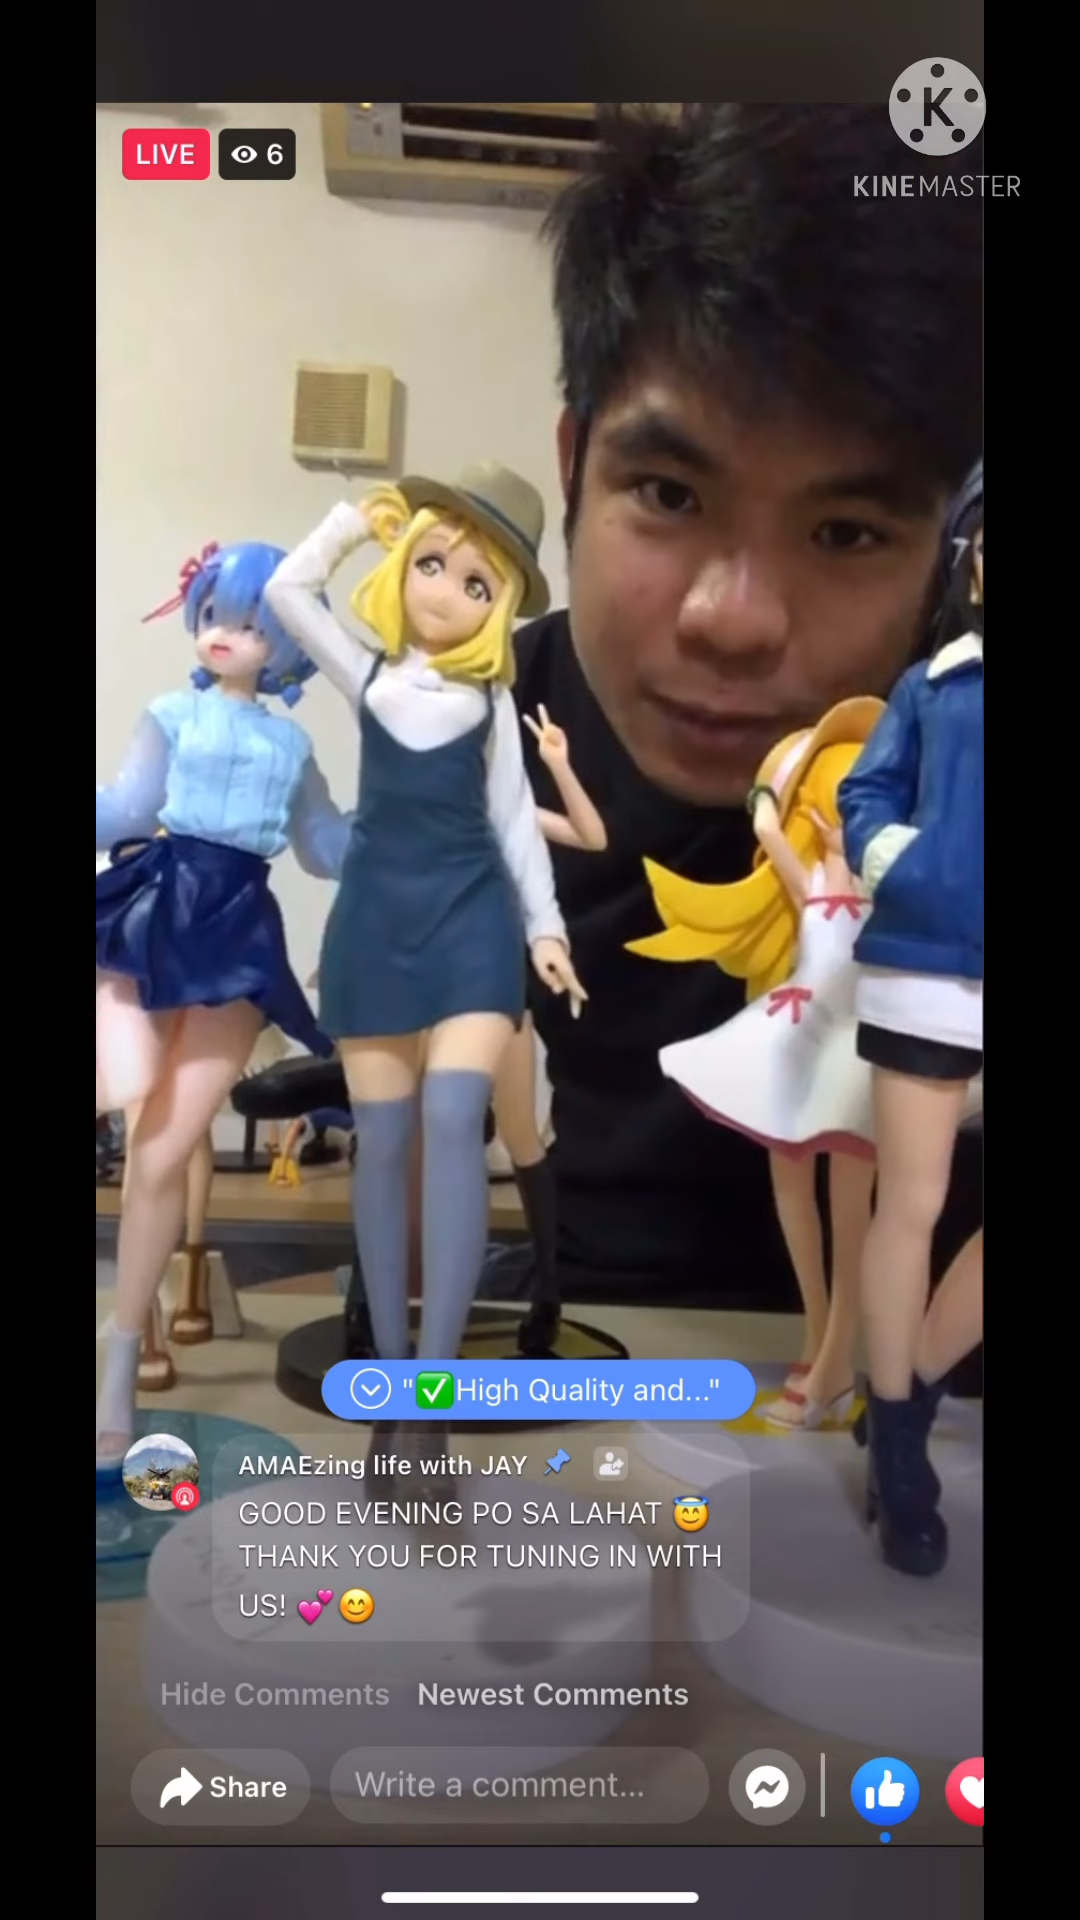 LIVE
6
K
KINEMASTER
"✅High Quality and..."
AMAEzing life with JAY 📌
GOOD EVENING PO SA LAHAT 😇
THANK YOU FOR TUNING IN WITH
US! 💕😊
Hide Comments
Newest Comments
Share
Write a comment...